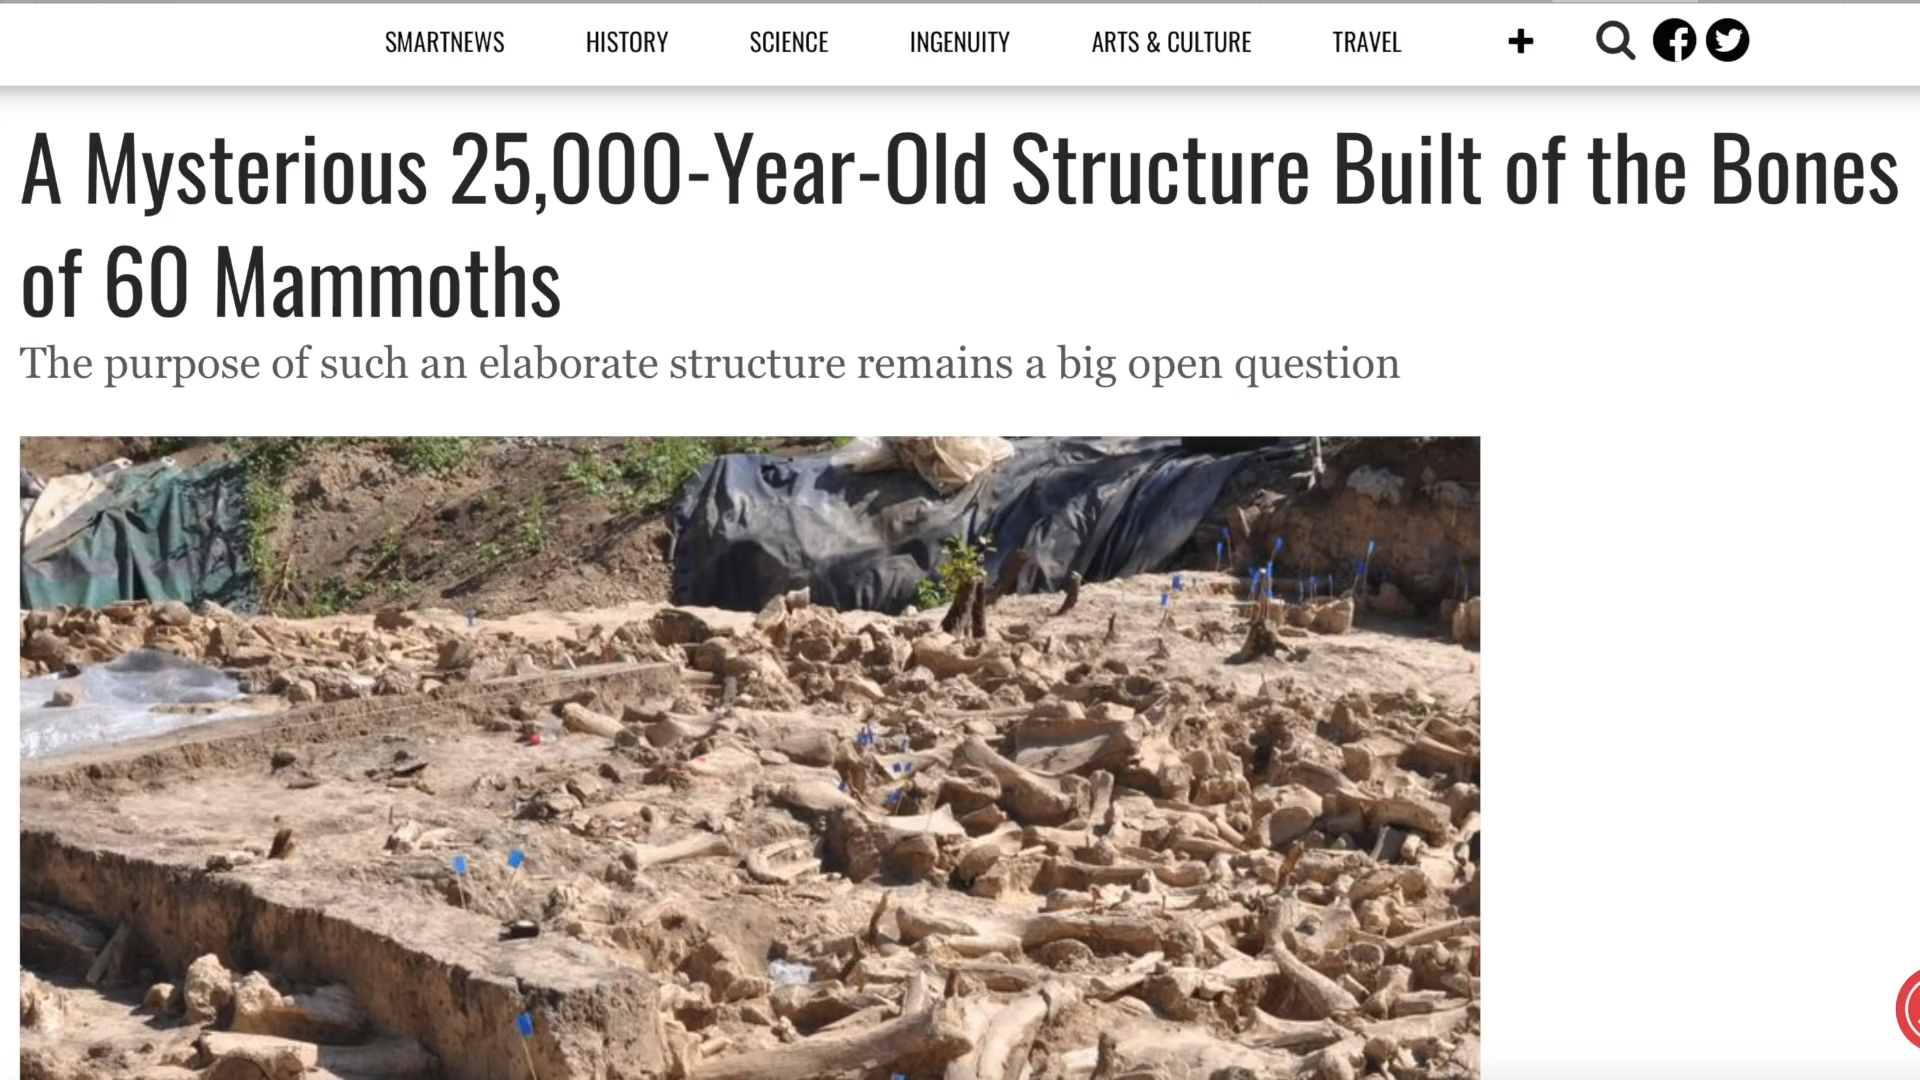 SMARTNEWS HISTORY SCIENCE INGENUITY ARTS & CULTURE TRAVEL
A Mysterious 25,000-Year-Old Structure Built of the Bones
of 60 Mammoths
The purpose of such an elaborate structure remains a big open question